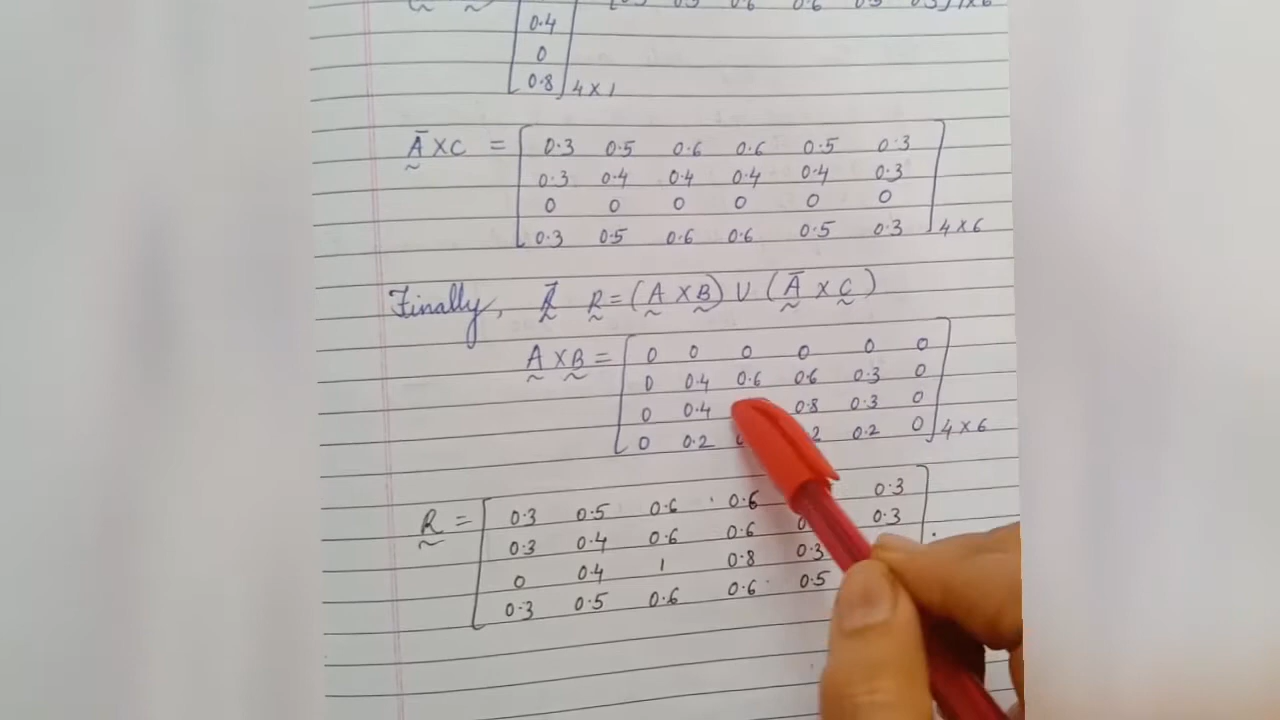 0.4
0
0.8 4×1
Ā×C = 0.3 0.5 0.6 0.6 0.5 0.3
0.3 0.4 0.4 0.4 0.4 0.3
0 0 0 0 0 0
0.3 0.5 0.6 0.6 0.5 0.3 4×6
Finally, R = (A × B) ∪ (Ā × C)
A × B = 0 0 0 0 0 0
0 0.4 0.6 0.6 0.3 0
0 0.4 0.8 0.3 0
0 0.2 0.2 0 4×6
R = 0.3 0.5 0.6 0.6 0.3
0.3 0.4 0.6 0.6 0.3
0 0.4 1 0.8 0.3
0.3 0.5 0.6 0.6 0.5